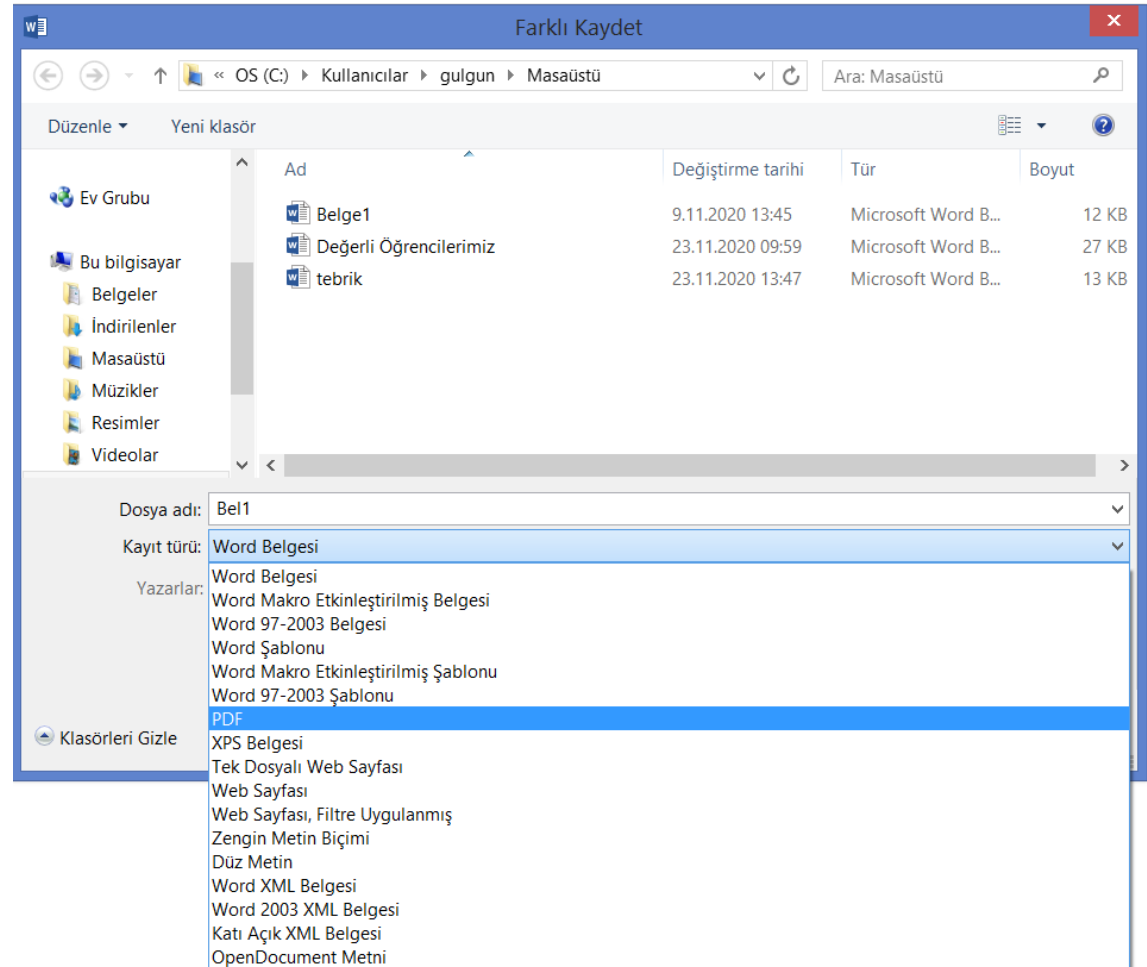 Farklı Kaydet
« OS (C:) Kullanıcılar gulgun Masaüstü Ara: Masaüstü
Düzenle Yeni klasör
Ad Değiştirme tarihi Tür Boyut
Ev Grubu
Bu bilgisayar
Belgeler
İndirilenler
Masaüstü
Müzikler
Resimler
Videolar
Belge1 9.11.2020 13:45 Microsoft Word B... 12 KB
Değerli Öğrencilerimiz 23.11.2020 09:59 Microsoft Word B... 27 KB
tebrik 23.11.2020 13:47 Microsoft Word B... 13 KB
Dosya adı: Bel1
Kayıt türü: Word Belgesi
Yazarlar:
Word Belgesi
Word Makro Etkinleştirilmiş Belgesi
Word 97-2003 Belgesi
Word Şablonu
Word Makro Etkinleştirilmiş Şablonu
Word 97-2003 Şablonu
PDF
XPS Belgesi
Tek Dosyalı Web Sayfası
Web Sayfası
Web Sayfası, Filtre Uygulanmış
Zengin Metin Biçimi
Düz Metin
Word XML Belgesi
Word 2003 XML Belgesi
Katı Açık XML Belgesi
OpenDocument Metni
Klasörleri Gizle